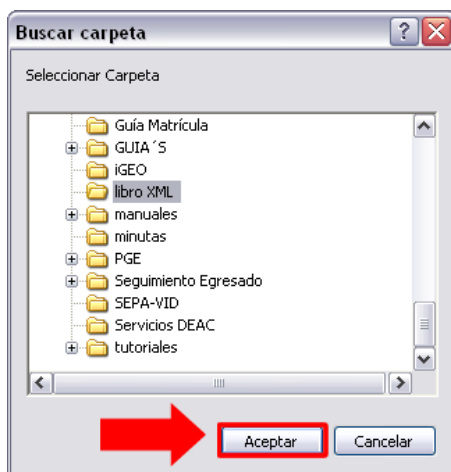 Buscar carpeta
Seleccionar Carpeta
Guía Matrícula
GUIA´S
iGEO
libro XML
manuales
minutas
PGE
Seguimiento Egresado
SEPA-VID
Servicios DEAC
tutoriales
Aceptar Cancelar